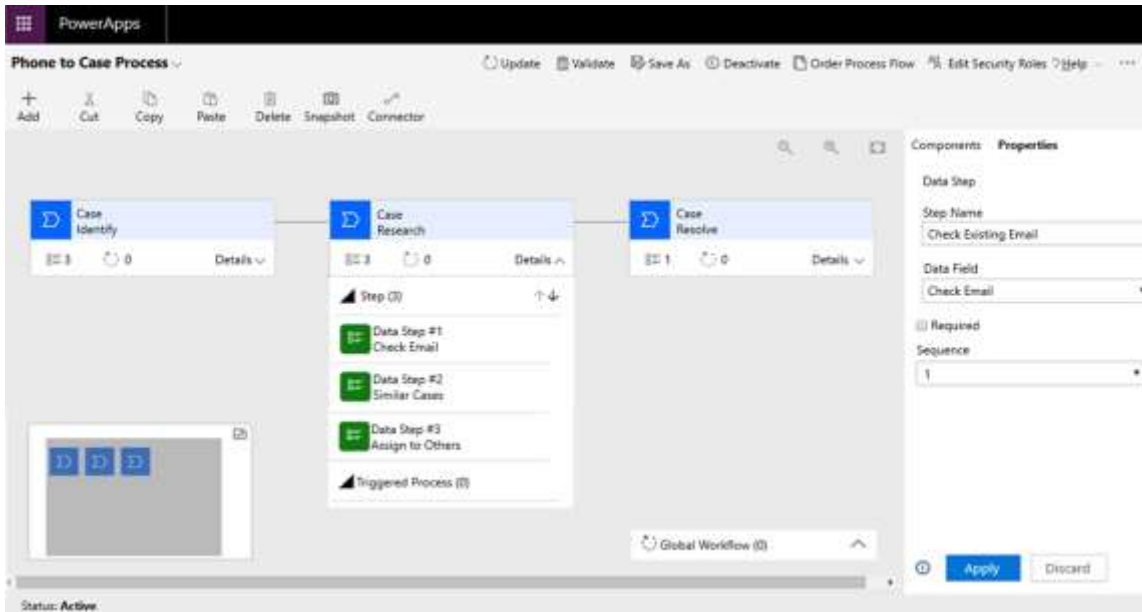 PowerApps
Phone to Case Process
Update Validate Save As Deactivate Order Process Flow Edit Security Roles Help
Add Cut Copy Paste Delete Snapshot Connector
Components Properties
Data Step
Step Name
Check Existing Email
Data Field
Check Email
Required
Sequence
1
Case
Identify
3 0 Details
Case
Research
3 0 Details
Step (3)
Data Step #1
Check Email
Data Step #2
Similar Cases
Data Step #3
Assign to Others
Triggered Process (0)
Case
Resolve
1 0 Details
Global Workflow (0)
Apply Discard
Status: Active